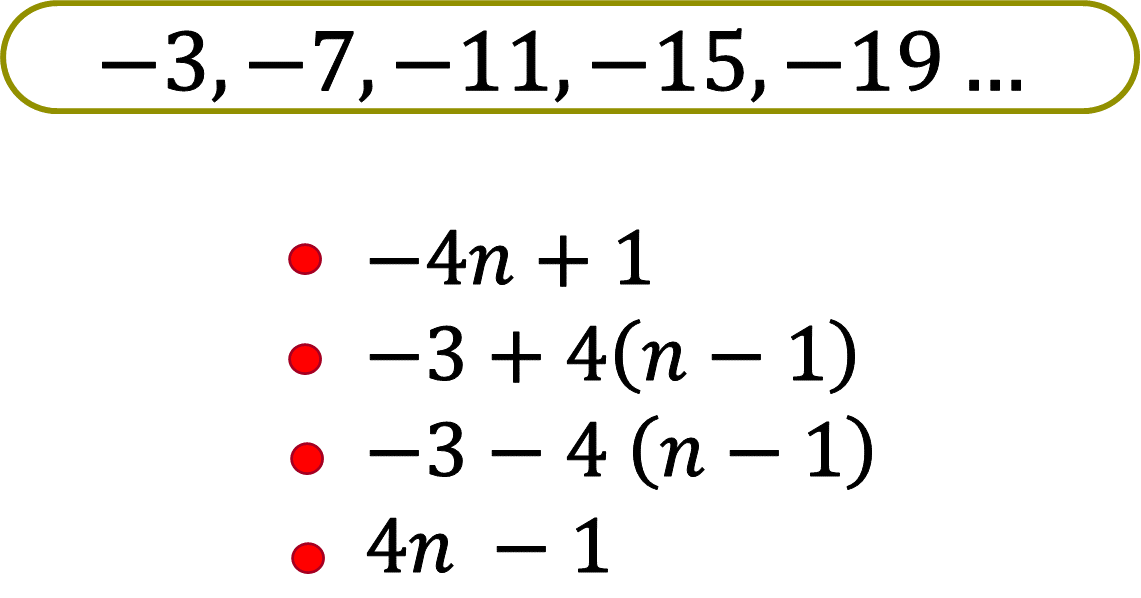 −3, −7, −11, −15, −19 ...
• −4n + 1
• −3 + 4(n − 1)
• −3 − 4 (n − 1)
• 4n − 1